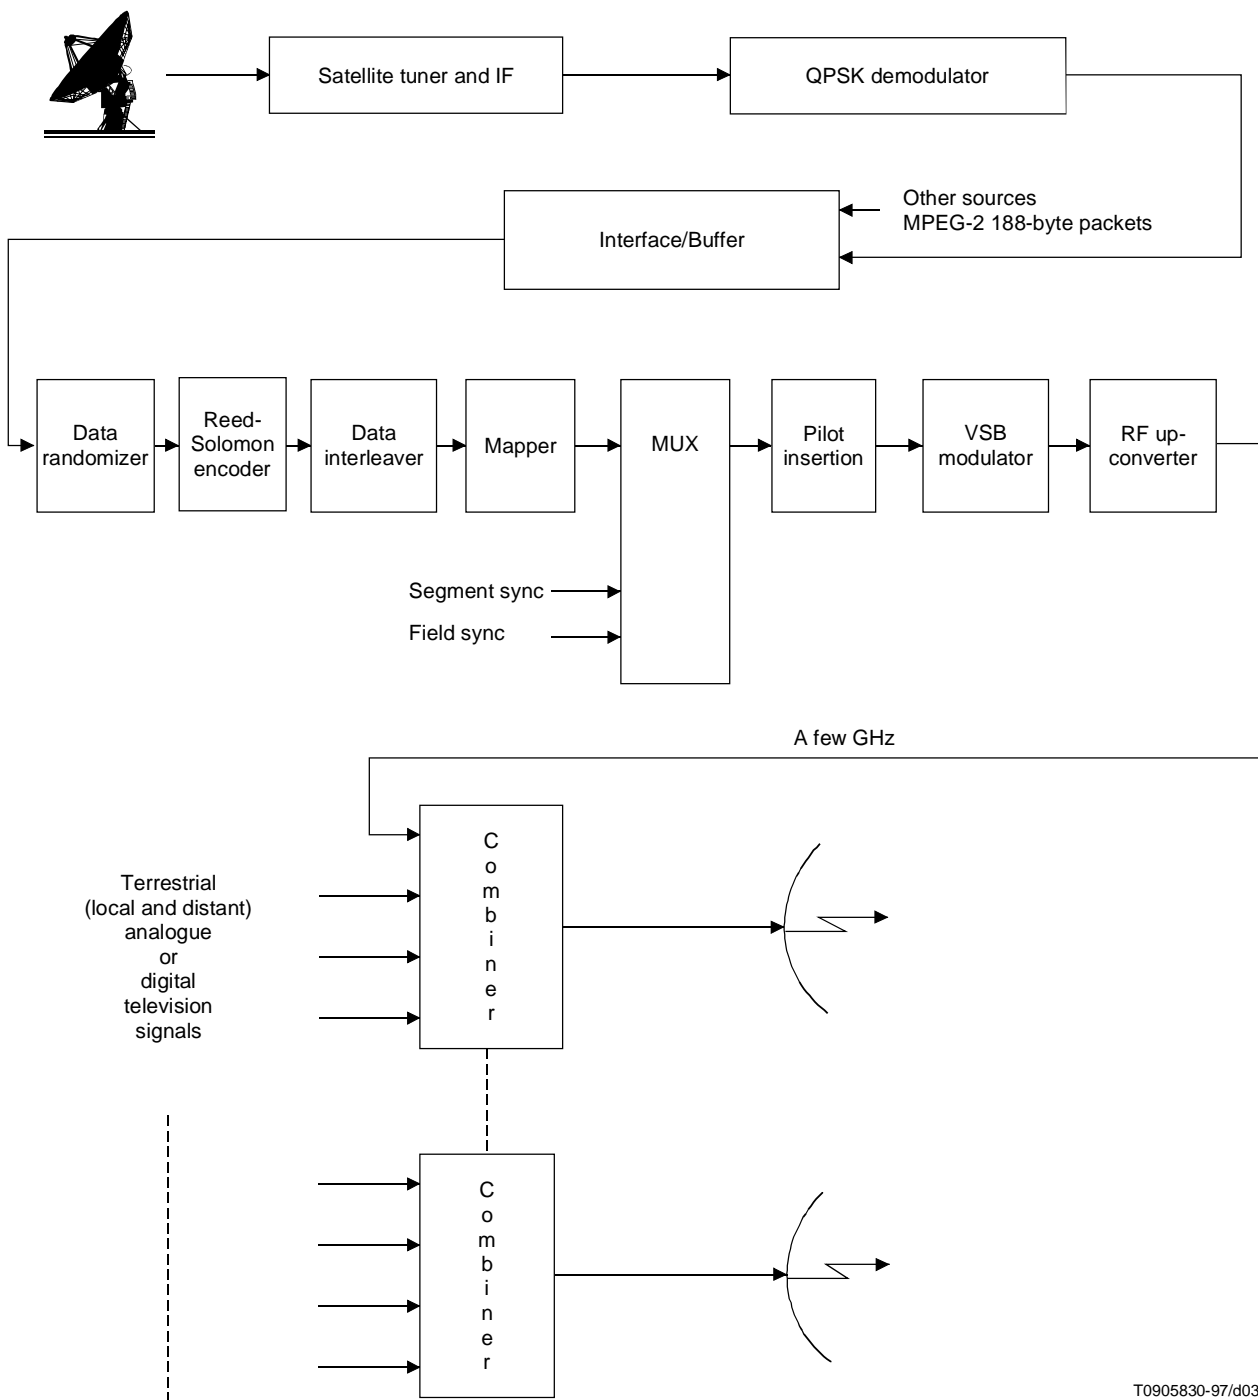 Satellite tuner and IF
QPSK demodulator
Other sources
MPEG-2 188-byte packets
Interface/Buffer
Data
randomizer
Reed-
Solomon
encoder
Data
interleaver
Mapper
MUX
Pilot
insertion
VSB
modulator
RF up-
converter
Segment sync
Field sync
A few GHz
Terrestrial
(local and distant)
analogue
or
digital
television
signals
C
o
m
b
i
n
e
r
C
o
m
b
i
n
e
r
T0905830-97/d03